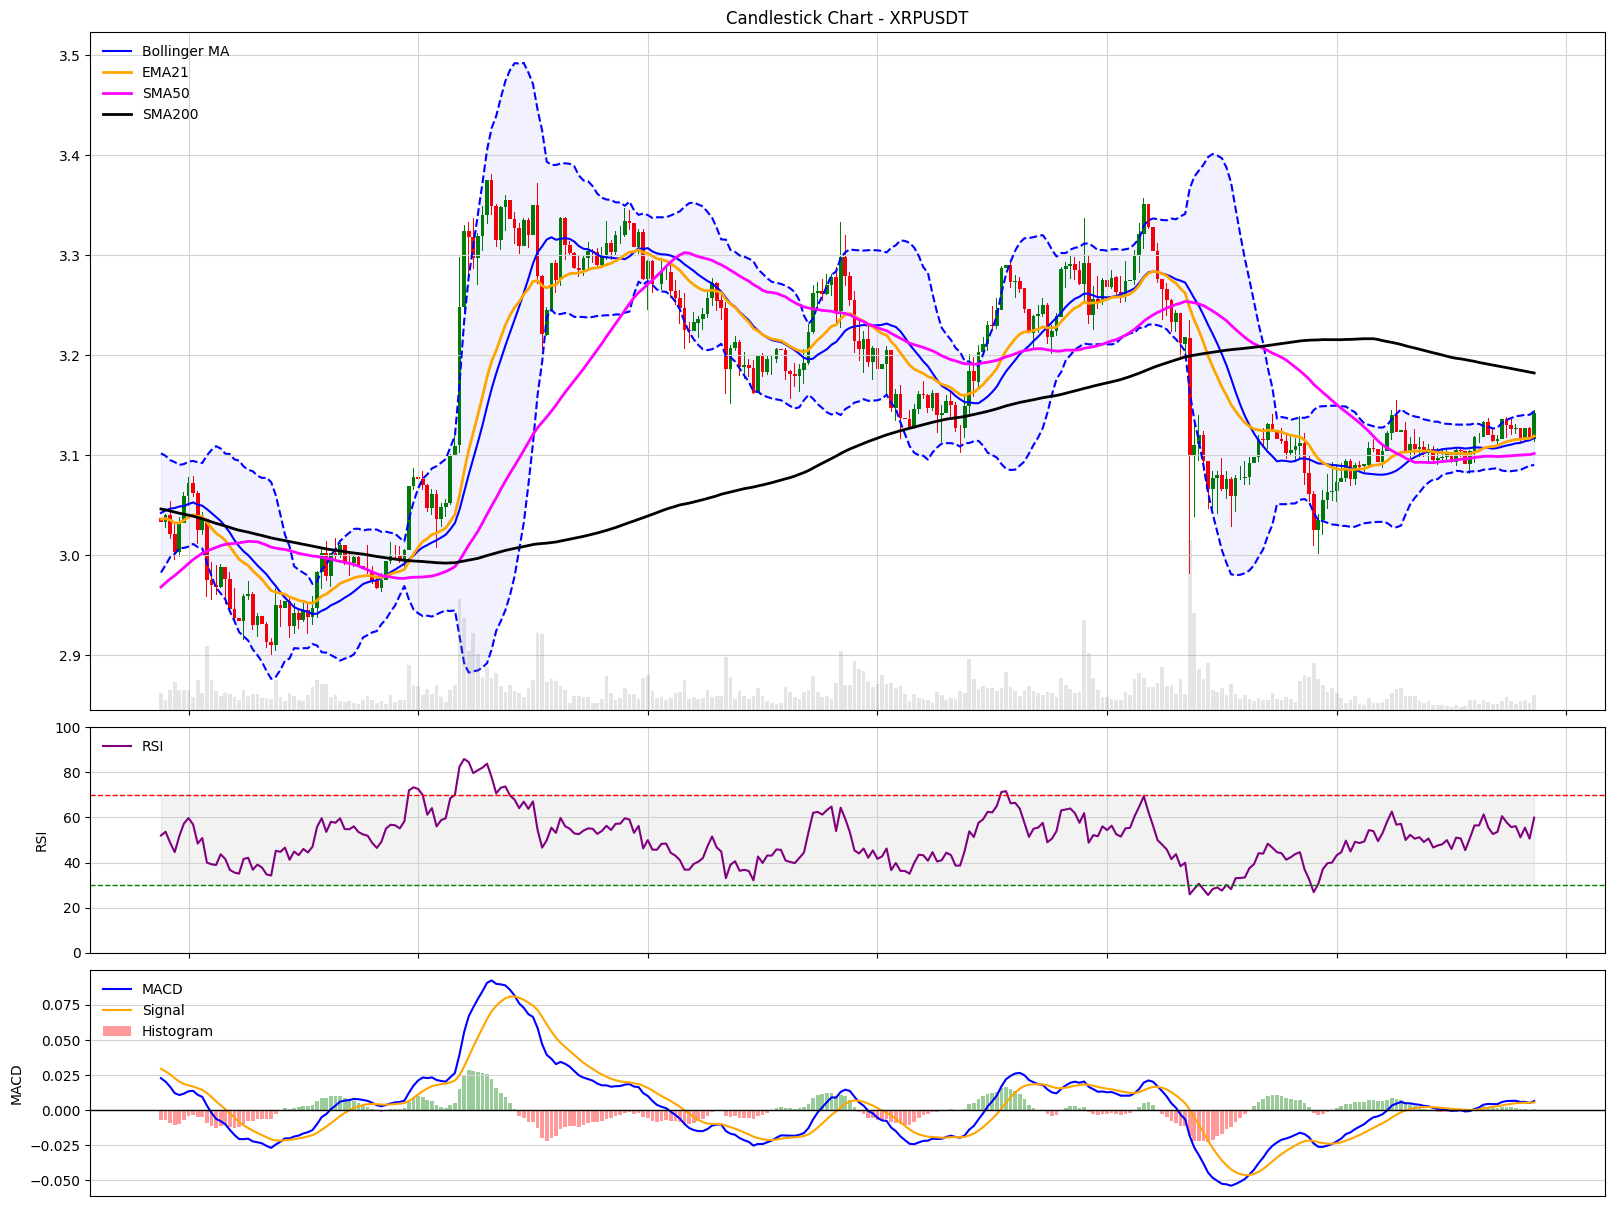 Candlestick Chart - XRPUSDT
Bollinger MA
EMA21
SMA50
SMA200
3.5
3.4
3.3
3.2
3.1
3.0
2.9
RSI
100
80
60
40
20
0
RSI
MACD
Signal
Histogram
0.075
0.050
0.025
0.000
−0.025
−0.050
MACD